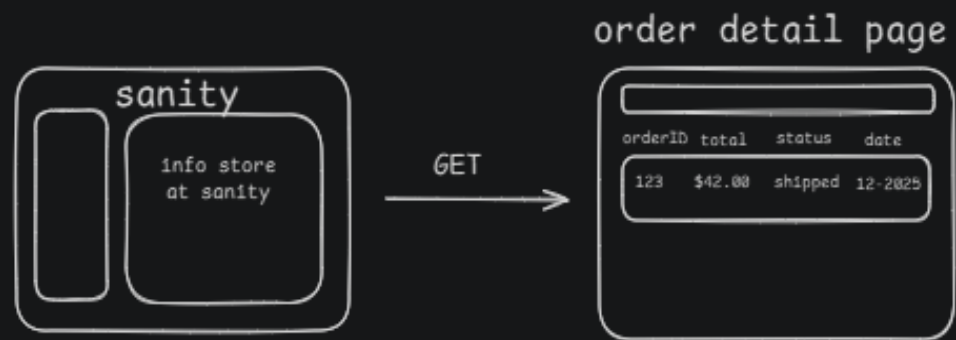 order detail page
sanity
info store
at sanity
GET
orderID total status date
123 $42.00 shipped 12-2025